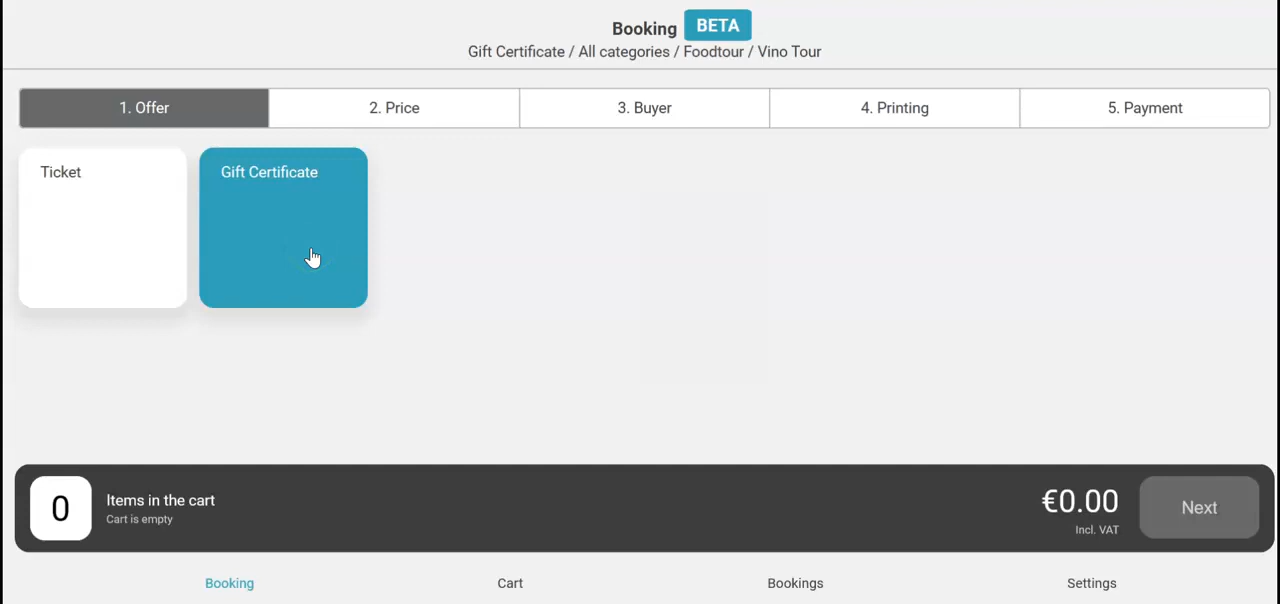 Booking BETA
Gift Certificate / All categories / Foodtour / Vino Tour
1. Offer
2. Price
3. Buyer
4. Printing
5. Payment
Ticket
Gift Certificate
0
Items in the cart
Cart is empty
€0.00
Incl. VAT
Next
Booking
Cart
Bookings
Settings